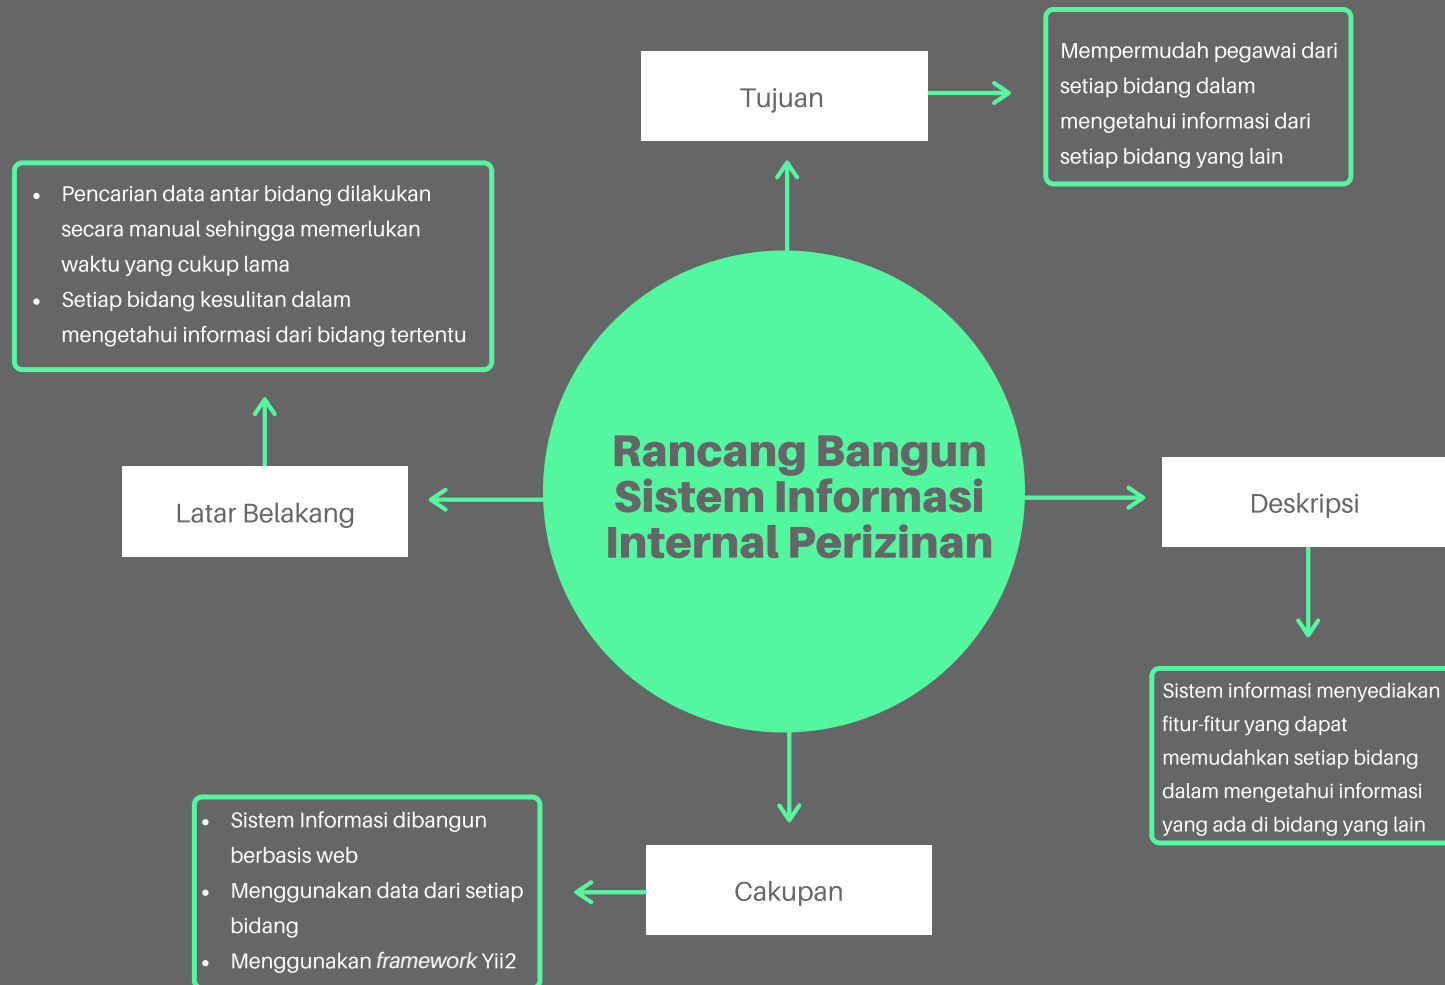 Tujuan
Mempermudah pegawai dari
setiap bidang dalam
mengetahui informasi dari
setiap bidang yang lain
• Pencarian data antar bidang dilakukan
secara manual sehingga memerlukan
waktu yang cukup lama
• Setiap bidang kesulitan dalam
mengetahui informasi dari bidang tertentu
Latar Belakang
Rancang Bangun
Sistem Informasi
Internal Perizinan
Deskripsi
Sistem informasi menyediakan
fitur-fitur yang dapat
memudahkan setiap bidang
dalam mengetahui informasi
yang ada di bidang yang lain
Cakupan
• Sistem Informasi dibangun
berbasis web
• Menggunakan data dari setiap
bidang
• Menggunakan framework Yii2